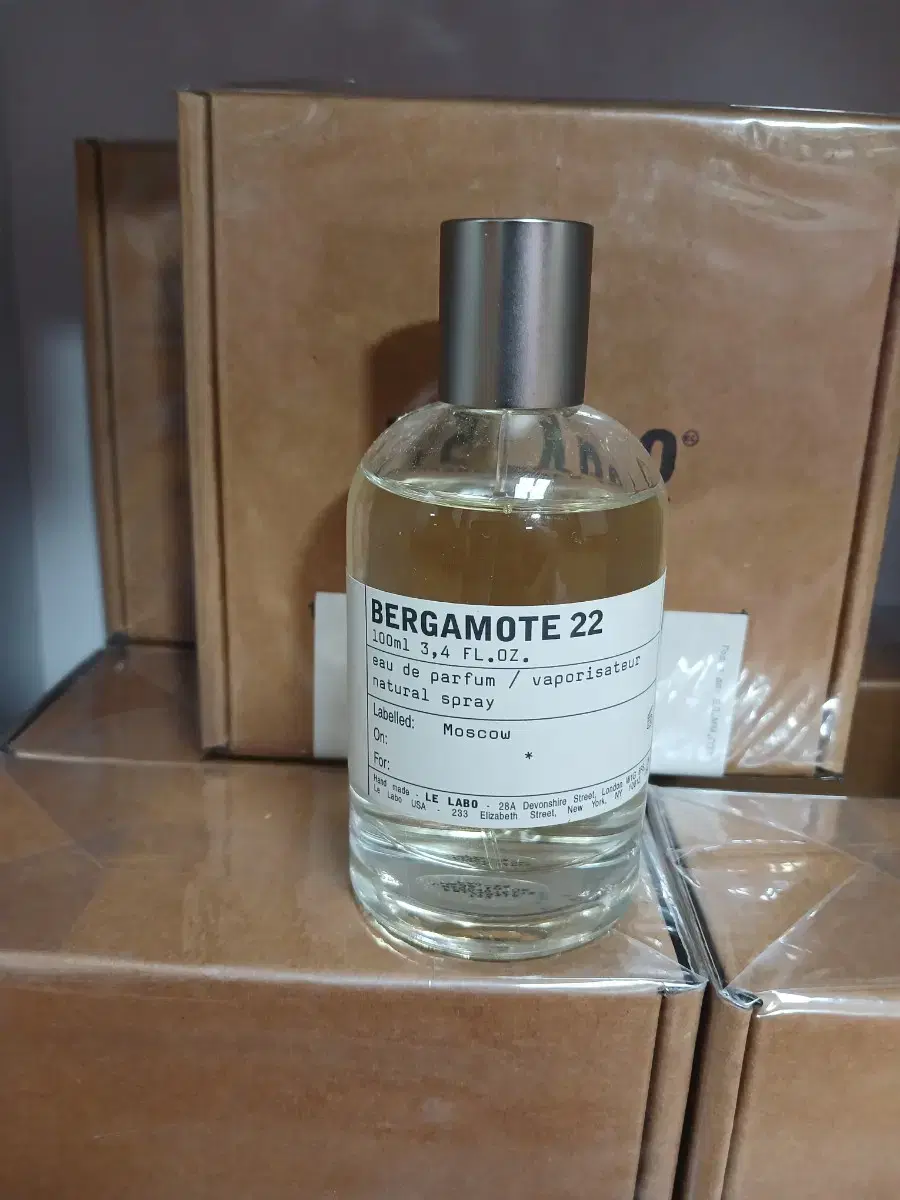 BERGAMOTE 22
100ml 3,4 FL.OZ.
eau de parfum / vaporisateur
natural spray
Labelled: Moscow
On: *
For:
Hand made - LE LABO - 28A Devonshire Street, London W1G 
Le Labo USA - 233 Elizabeth Street, New York, NY